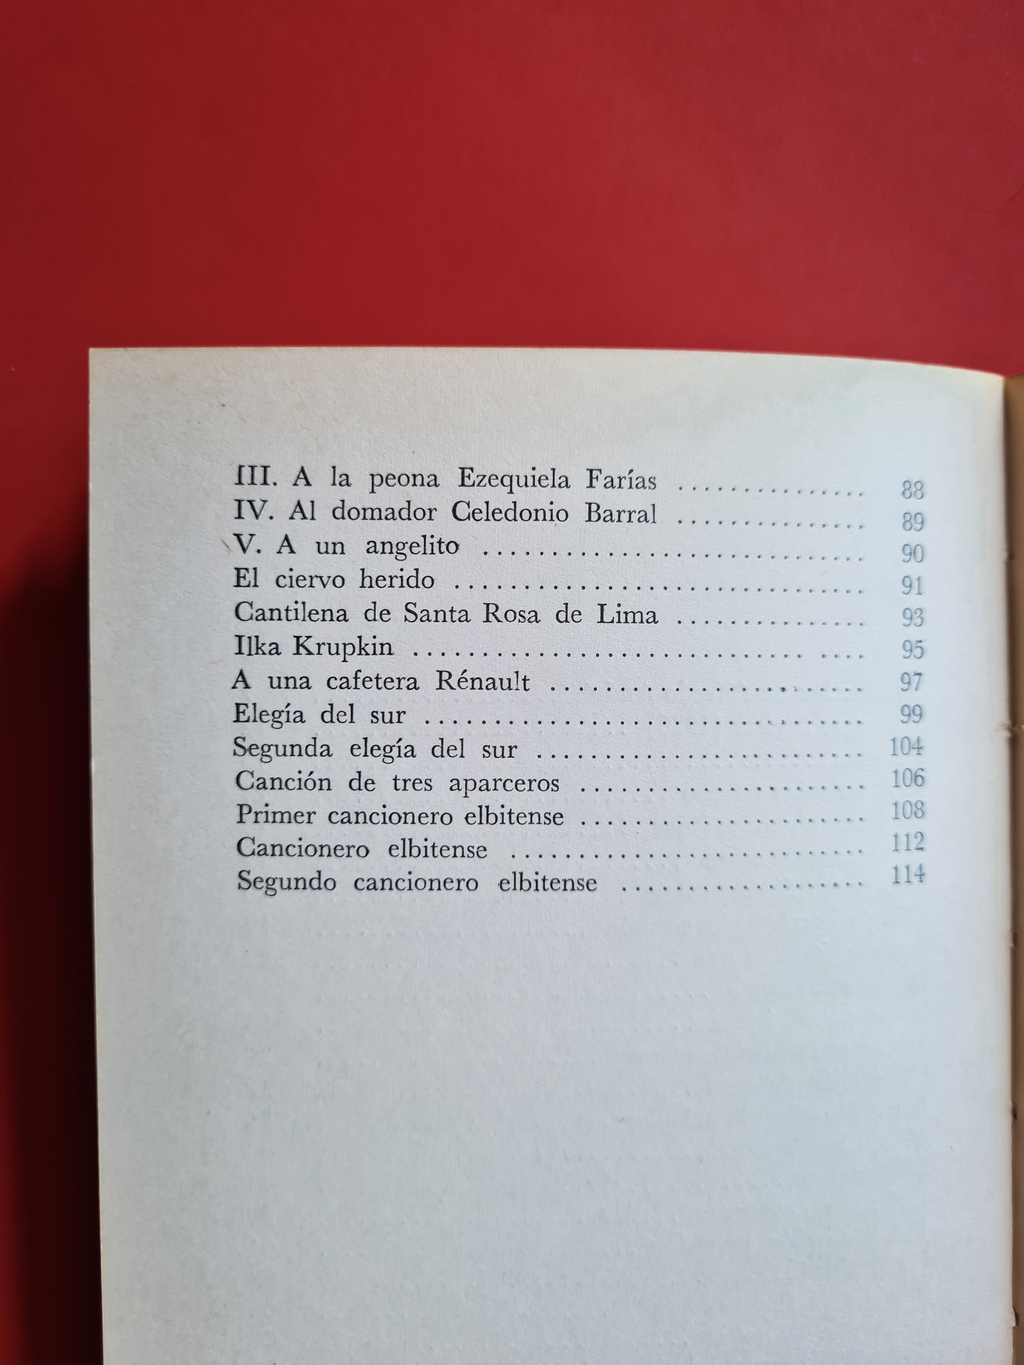 III. A la peona Ezequiela Farías ............... 88
IV. Al domador Celedonio Barral ............... 89
V. A un angelito ............................. 90
El ciervo herido ............................... 91
Cantilena de Santa Rosa de Lima ............... 93
Ilka Krupkin .................................. 95
A una cafetera Rénault ........................ 97
Elegía del sur ................................. 99
Segunda elegía del sur ......................... 104
Canción de tres aparceros ...................... 106
Primer cancionero elbitense ..................... 108
Cancionero elbitense ........................... 112
Segundo cancionero elbitense ................... 114